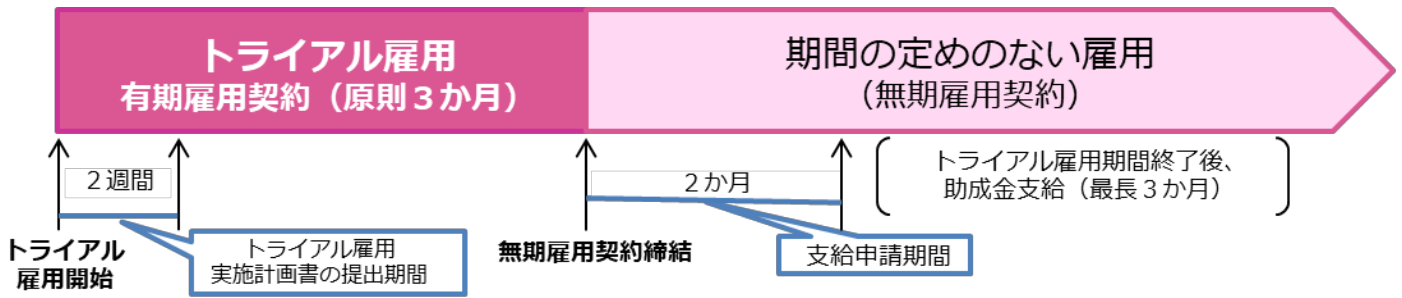 トライアル雇用
有期雇用契約（原則３か月）
期間の定めのない雇用
（無期雇用契約）
２週間
２か月
トライアル雇用期間終了後、
助成金支給（最長３か月）
トライアル
雇用開始
トライアル雇用
実施計画書の提出期間
無期雇用契約締結
支給申請期間